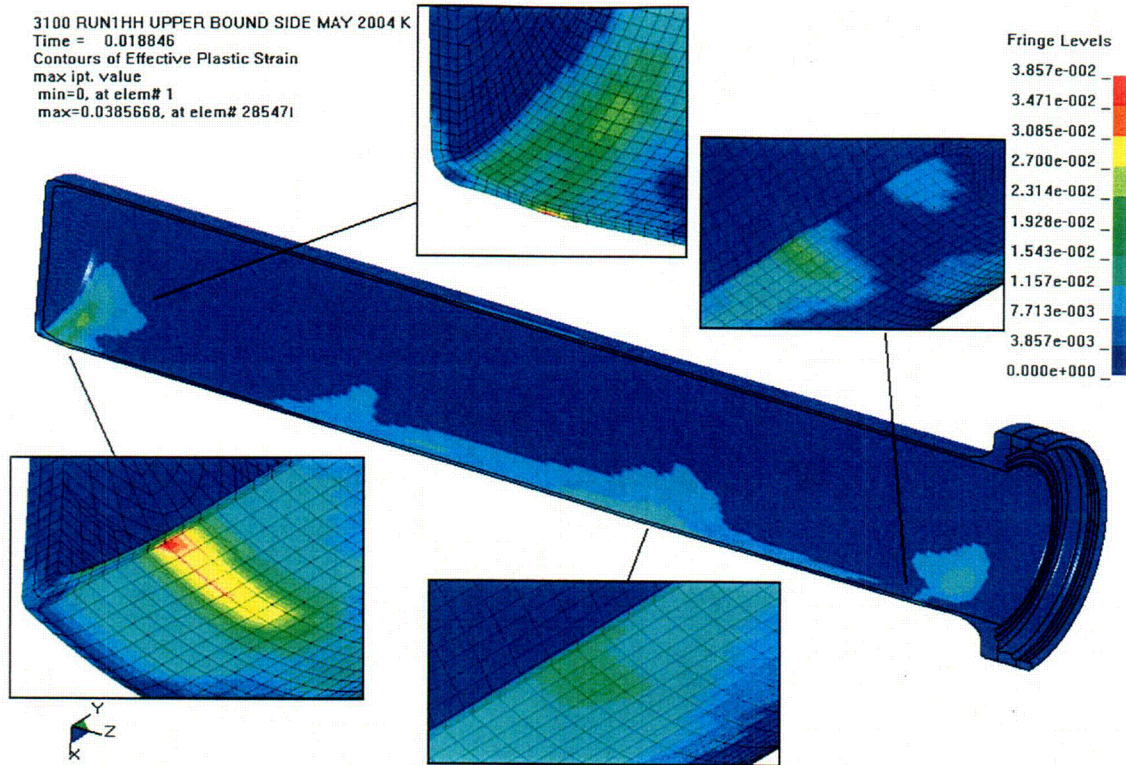 3100 RUN1HH UPPER BOUND SIDE MAY 2004 K
Time = 0.018846
Contours of Effective Plastic Strain
max ipt. value
min=0, at elem# 1
max=0.0385668, at elem# 285471
Fringe Levels
3.857e-002
3.471e-002
3.085e-002
2.700e-002
2.314e-002
1.928e-002
1.543e-002
1.157e-002
7.713e-003
3.857e-003
0.000e+000
Y
Z
X